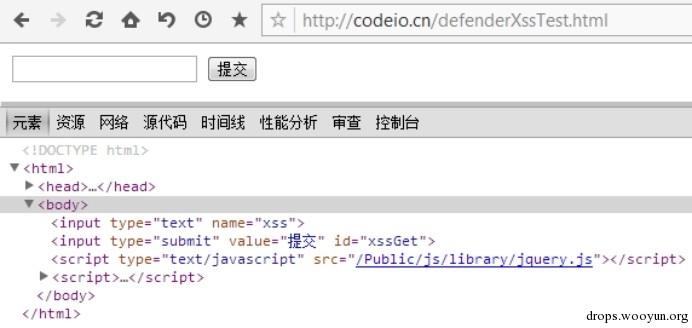 http://codeio.cn/defenderXssTest.html
提交
元素 资源 网络 源代码 时间线 性能分析 审查 控制台
<!DOCTYPE html>
▼<html>
▶<head>…</head>
▼<body>
<input type="text" name="xss">
<input type="submit" value="提交" id="xssGet">
<script type="text/javascript" src="/Public/js/library/jquery.js"></script>
▶<script>…</script>
</body>
</html>
drops.wooyun.org